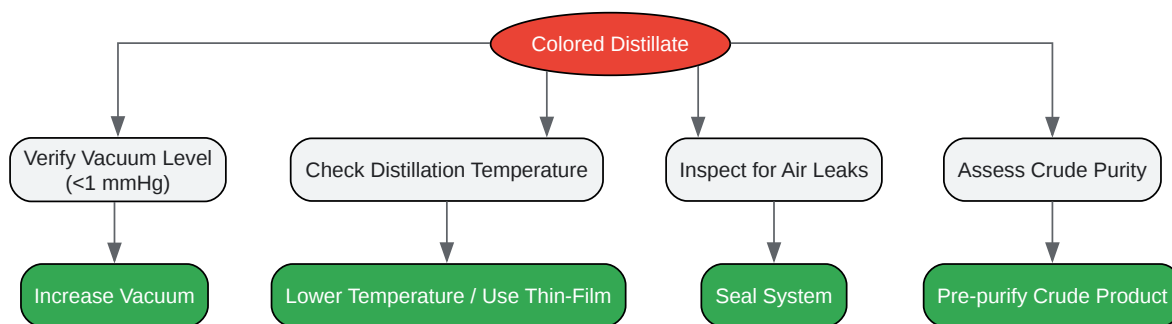 Colored Distillate
Verify Vacuum Level
(<1 mmHg)
Check Distillation Temperature
Inspect for Air Leaks
Assess Crude Purity
Increase Vacuum
Lower Temperature / Use Thin-Film
Seal System
Pre-purify Crude Product